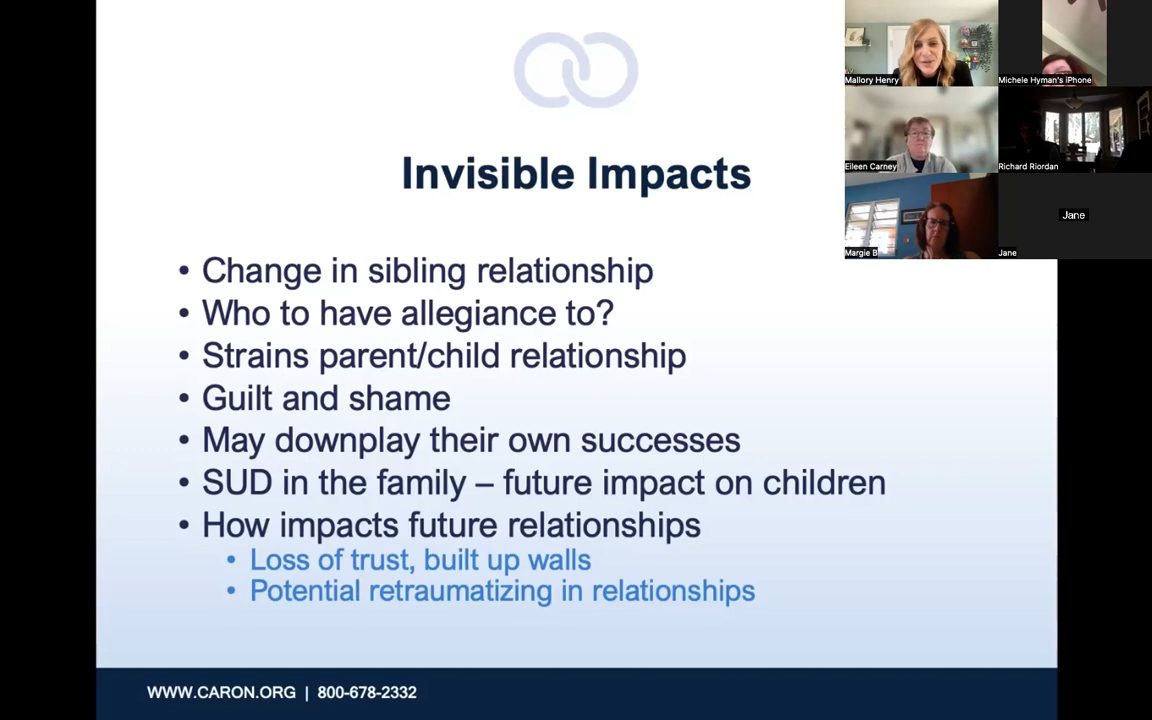 Invisible Impacts
• Change in sibling relationship
• Who to have allegiance to?
• Strains parent/child relationship
• Guilt and shame
• May downplay their own successes
• SUD in the family – future impact on children
• How impacts future relationships
• Loss of trust, built up walls
• Potential retraumatizing in relationships
WWW.CARON.ORG | 800-678-2332
Mallory Henry
Michele Hyman's iPhone
Eileen Carney
Richard Riordan
Margie B
Jane
Jane